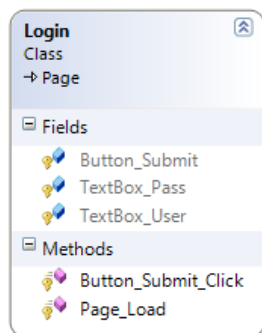 Login
Class
Page
Fields
Button_Submit
TextBox_Pass
TextBox_User
Methods
Button_Submit_Click
Page_Load